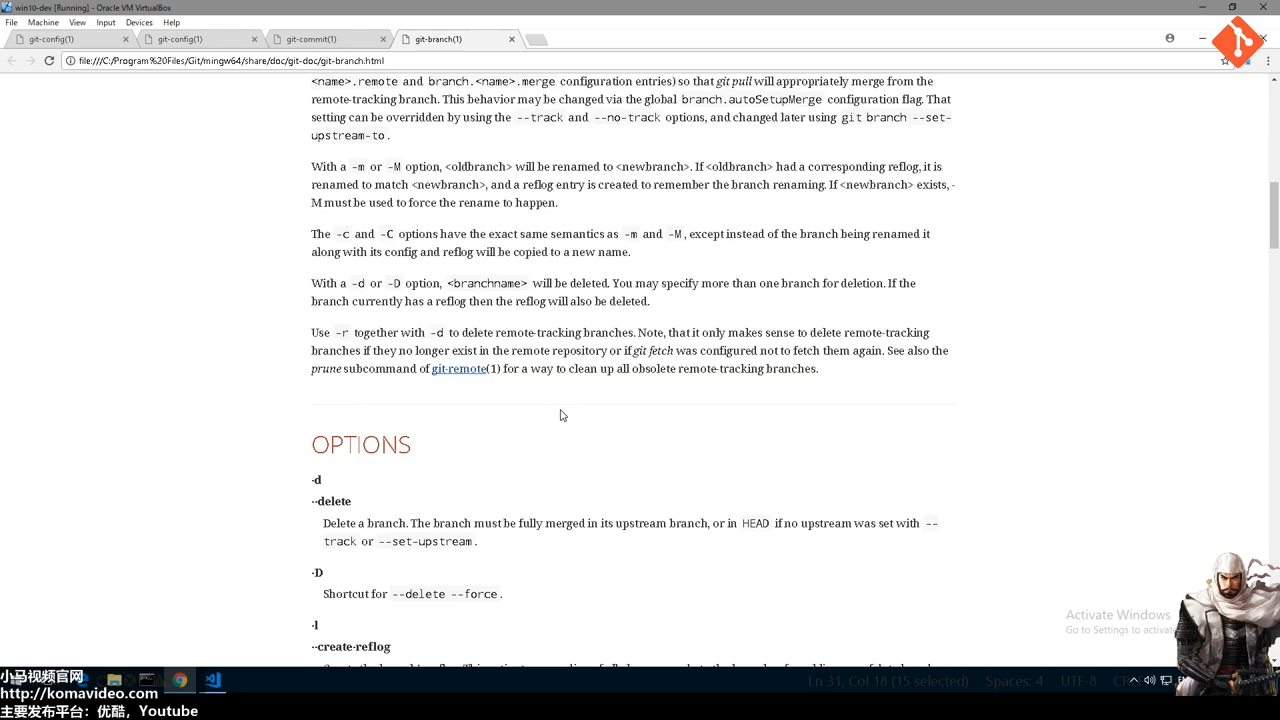 win10-dev [Running] - Oracle VM VirtualBox
File Machine View Input Devices Help
git-config(1) git-config(1) git-commit(1) git-branch(1)
file:///C:/Program%20Files/Git/mingw64/share/doc/git-doc/git-branch.html
<name>.remote and branch.<name>.merge configuration entries) so that git pull will appropriately merge from the
remote-tracking branch. This behavior may be changed via the global branch.autoSetupMerge configuration flag. That
setting can be overridden by using the --track and --no-track options, and changed later using git branch --set-
upstream-to.
With a -m or -M option, <oldbranch> will be renamed to <newbranch>. If <oldbranch> had a corresponding reflog, it is
renamed to match <newbranch>, and a reflog entry is created to remember the branch renaming. If <newbranch> exists, -
M must be used to force the rename to happen.
The -c and -C options have the exact same semantics as -m and -M, except instead of the branch being renamed it
along with its config and reflog will be copied to a new name.
With a -d or -D option, <branchname> will be deleted. You may specify more than one branch for deletion. If the
branch currently has a reflog then the reflog will also be deleted.
Use -r together with -d to delete remote-tracking branches. Note, that it only makes sense to delete remote-tracking
branches if they no longer exist in the remote repository or if git fetch was configured not to fetch them again. See also the
prune subcommand of git-remote(1) for a way to clean up all obsolete remote-tracking branches.
OPTIONS
-d
--delete
Delete a branch. The branch must be fully merged in its upstream branch, or in HEAD if no upstream was set with --
track or --set-upstream.
-D
Shortcut for --delete --force.
-l
--create-reflog
Activate Windows
Go to Settings to activate
小马视频官网
http://komavideo.com
主要发布平台：优酷，Youtube
Ln 31, Col 18 (15 selected) Spaces: 4 UTF-8